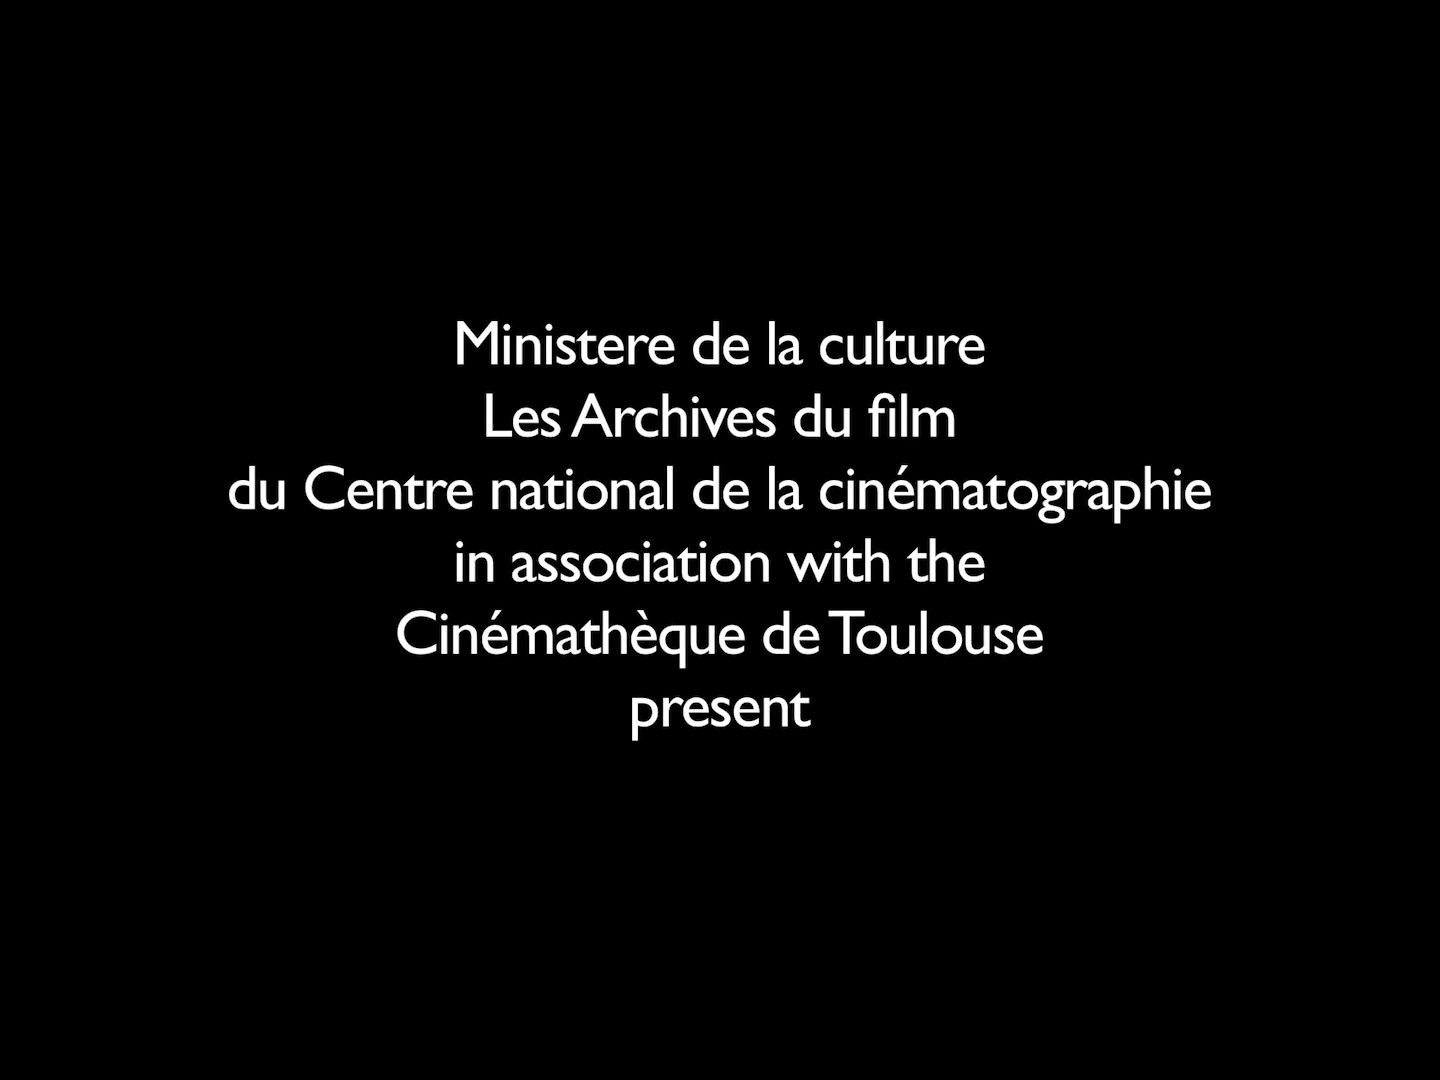 Ministere de la culture
Les Archives du film
du Centre national de la cinématographie
in association with the
Cinémathèque de Toulouse
present